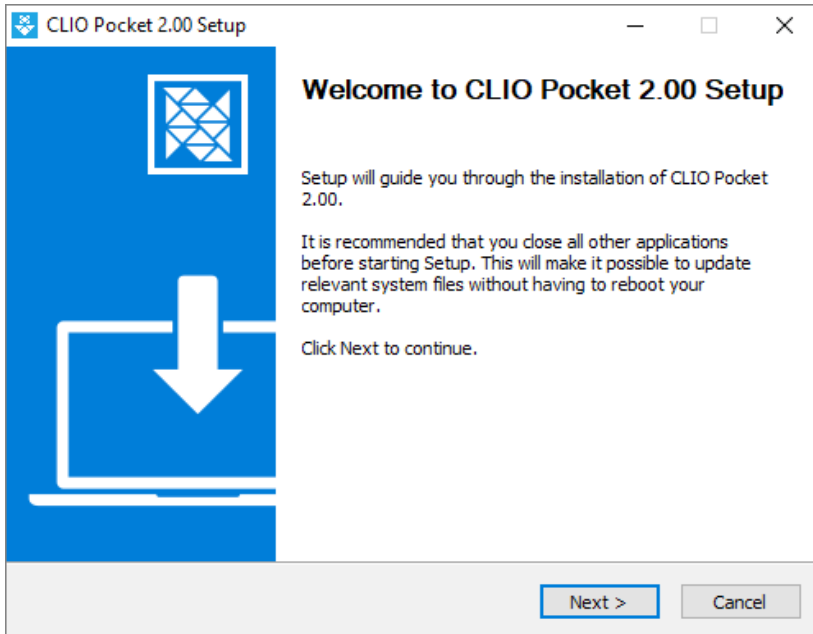 CLIO Pocket 2.00 Setup
Welcome to CLIO Pocket 2.00 Setup
Setup will guide you through the installation of CLIO Pocket
2.00.
It is recommended that you close all other applications
before starting Setup. This will make it possible to update
relevant system files without having to reboot your
computer.
Click Next to continue.
Next >
Cancel